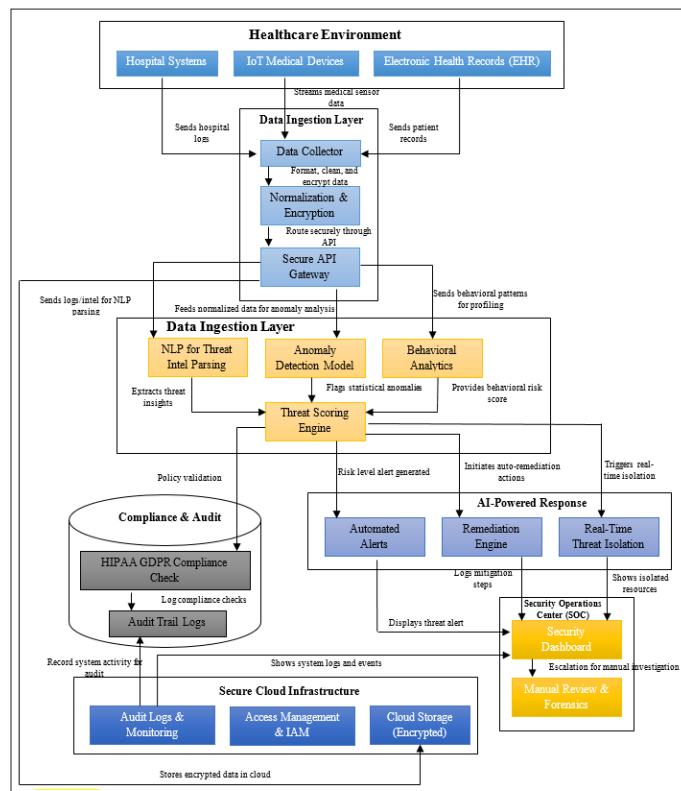 Healthcare Environment
Hospital Systems
IoT Medical Devices
Electronic Health Records (EHR)
Streams medical sensor
data
Sends hospital
logs
Data Ingestion Layer
Sends patient
records
Data Collector
Format, clean, and
encrypt data
Normalization &
Encryption
Route securely through
API
Secure API
Gateway
Sends logs/intel for NLP
parsing
Feeds normalized data for anomaly analysis
Sends behavioral patterns
for profiling
Data Ingestion Layer
NLP for Threat
Intel Parsing
Anomaly
Detection Model
Behavioral
Analytics
Extracts threat
insights
Flags statistical anomalies
Provides behavioral risk
score
Threat Scoring
Engine
Policy validation
Risk level alert generated
Initiates auto-remediation
actions
Triggers real-
time isolation
AI-Powered Response
Automated
Alerts
Remediation
Engine
Real-Time
Threat Isolation
Compliance & Audit
HIPAA GDPR Compliance
Check
Log compliance checks
Audit Trail Logs
Logs mitigation
steps
Shows isolated
resources
Security Operations
Center (SOC)
Displays threat alert
Security
Dashboard
Escalation for manual investigation
Manual Review &
Forensics
Record system activity for
audit
Shows system logs and events
Secure Cloud Infrastructure
Audit Logs &
Monitoring
Access Management
& IAM
Cloud Storage
(Encrypted)
Stores encrypted data in cloud